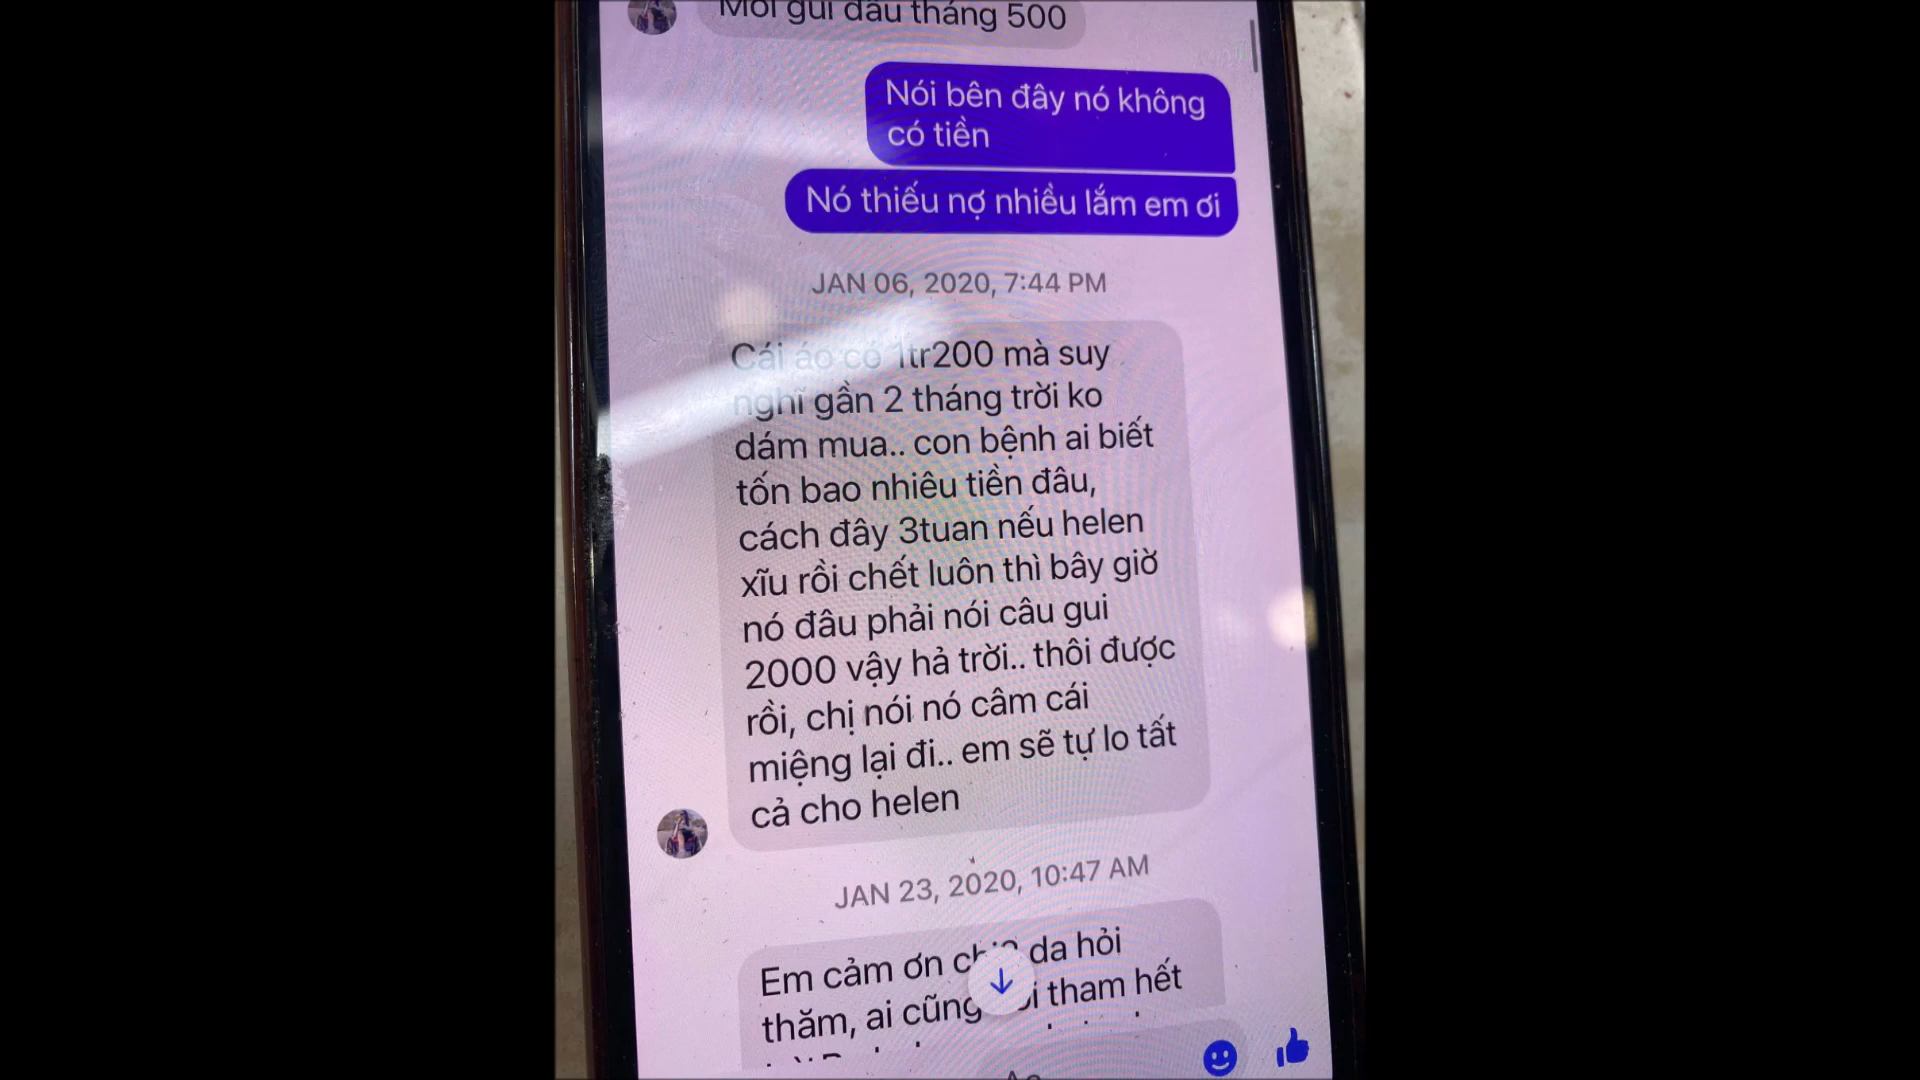 Mỗi gui đầu tháng 500
Nói bên đây nó không
có tiền
Nó thiếu nợ nhiều lắm em ơi
JAN 06, 2020, 7:44 PM
Cái áo có 1tr200 mà suy
nghĩ gần 2 tháng trời ko
dám mua.. con bệnh ai biết
tốn bao nhiêu tiền đâu,
cách đây 3tuan nếu helen
xĩu rồi chết luôn thì bây giờ
nó đâu phải nói câu gui
2000 vậy hả trời.. thôi được
rồi, chị nói nó câm cái
miệng lại đi.. em sẽ tự lo tất
cả cho helen
JAN 23, 2020, 10:47 AM
Em cảm ơn da hỏi
thăm, ai cũng tham hết